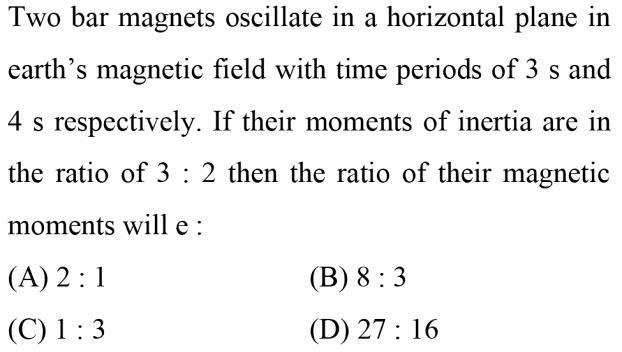 Two bar magnets oscillate in a horizontal plane in
earth's magnetic field with time periods of 3 s and
4 s respectively. If their moments of inertia are in
the ratio of 3 : 2 then the ratio of their magnetic
moments will e :
(A) 2 : 1 (B) 8 : 3
(C) 1 : 3 (D) 27 : 16